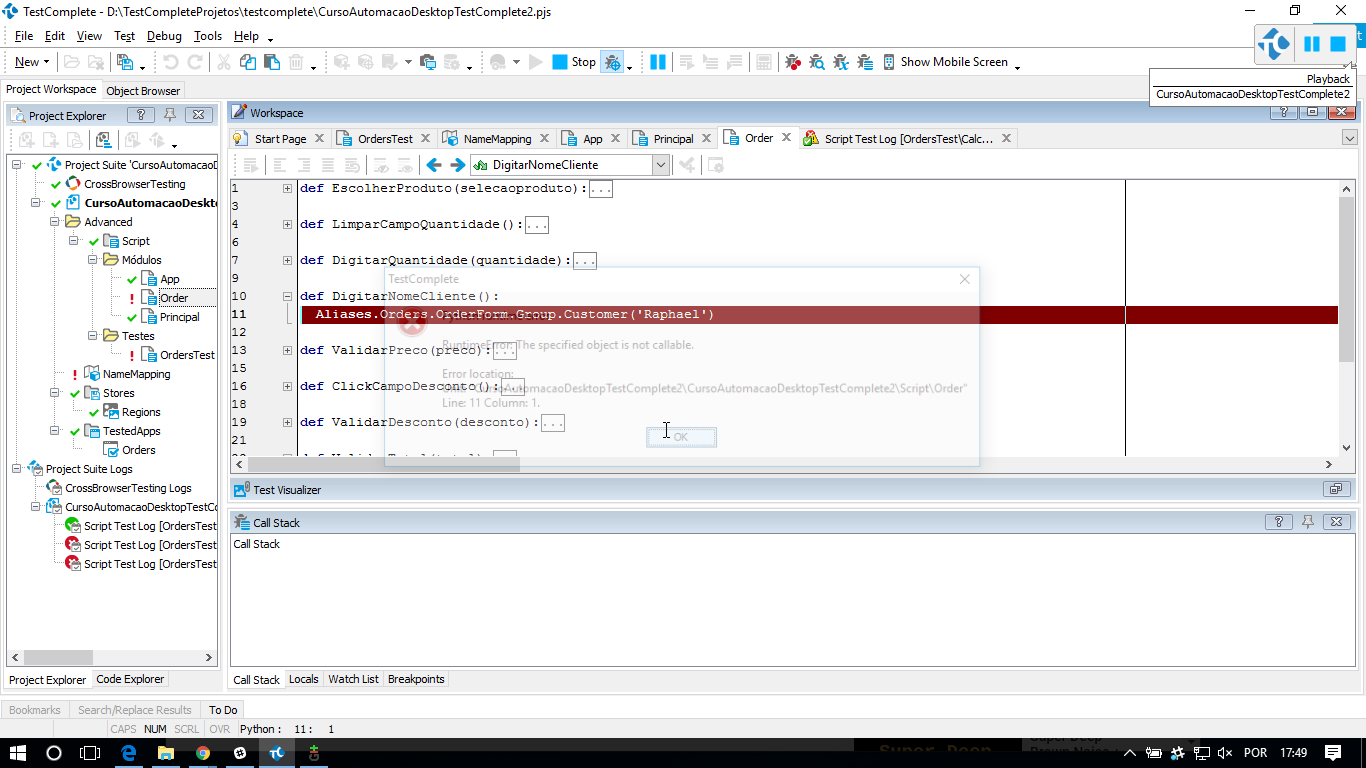 TestComplete - D:\TestCompleteProjetos\testcomplete\CursoAutomacaoDesktopTestComplete2.pjs
File Edit View Test Debug Tools Help
New Stop Show Mobile Screen
Playback
CursoAutomacaoDesktopTestComplete2
Project Workspace Object Browser
Project Explorer
Workspace
Start Page OrdersTest NameMapping App Principal Order Script Test Log [OrdersTest\Calc...
DigitarNomeCliente
Project Suite 'CursoAutomacaoD
CrossBrowserTesting
CursoAutomacaoDeskt
Advanced
Script
Módulos
App
Order
Principal
Testes
OrdersTest
NameMapping
Stores
Regions
TestedApps
Orders
Project Suite Logs
CrossBrowserTesting Logs
CursoAutomacaoDesktopTestCo
Script Test Log [OrdersTest
Script Test Log [OrdersTest
Script Test Log [OrdersTest
1 def EscolherProduto(selecaoproduto):...
3
4 def LimparCampoQuantidade():...
6
7 def DigitarQuantidade(quantidade):...
9
10 def DigitarNomeCliente():
11 Aliases.Orders.OrderForm.Group.Customer('Raphael')
12
13 def ValidarPreco(preco):...
15
16 def ClickCampoDesconto():...
18
19 def ValidarDesconto(desconto):...
21
TestComplete
RuntimeError: The specified object is not callable.
Error location:
CursoAutomacaoDesktopTestComplete2\CursoAutomacaoDesktopTestComplete2\Script\Order"
Line: 11 Column: 1.
OK
Test Visualizer
Call Stack
Call Stack
Project Explorer Code Explorer
Call Stack Locals Watch List Breakpoints
Bookmarks Search/Replace Results To Do
CAPS NUM SCRL OVR Python : 11 : 1
POR 17:49